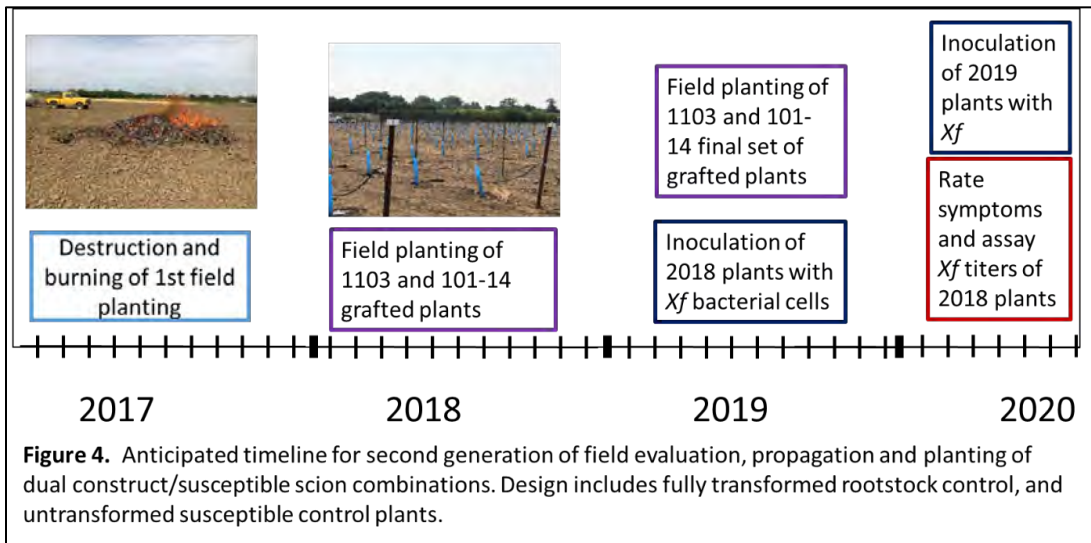 Destruction and
burning of 1st field
planting
Field planting of
1103 and 101-14
grafted plants
Field planting of
1103 and 101-
14 final set of
grafted plants
Inoculation of
2018 plants with
Xf bacterial cells
Inoculation
of 2019
plants with
Xf
Rate
symptoms
and assay
Xf titers of
2018 plants
2017
2018
2019
2020
Figure 4. Anticipated timeline for second generation of field evaluation, propagation and planting of
dual construct/susceptible scion combinations. Design includes fully transformed rootstock control, and
untransformed susceptible control plants.